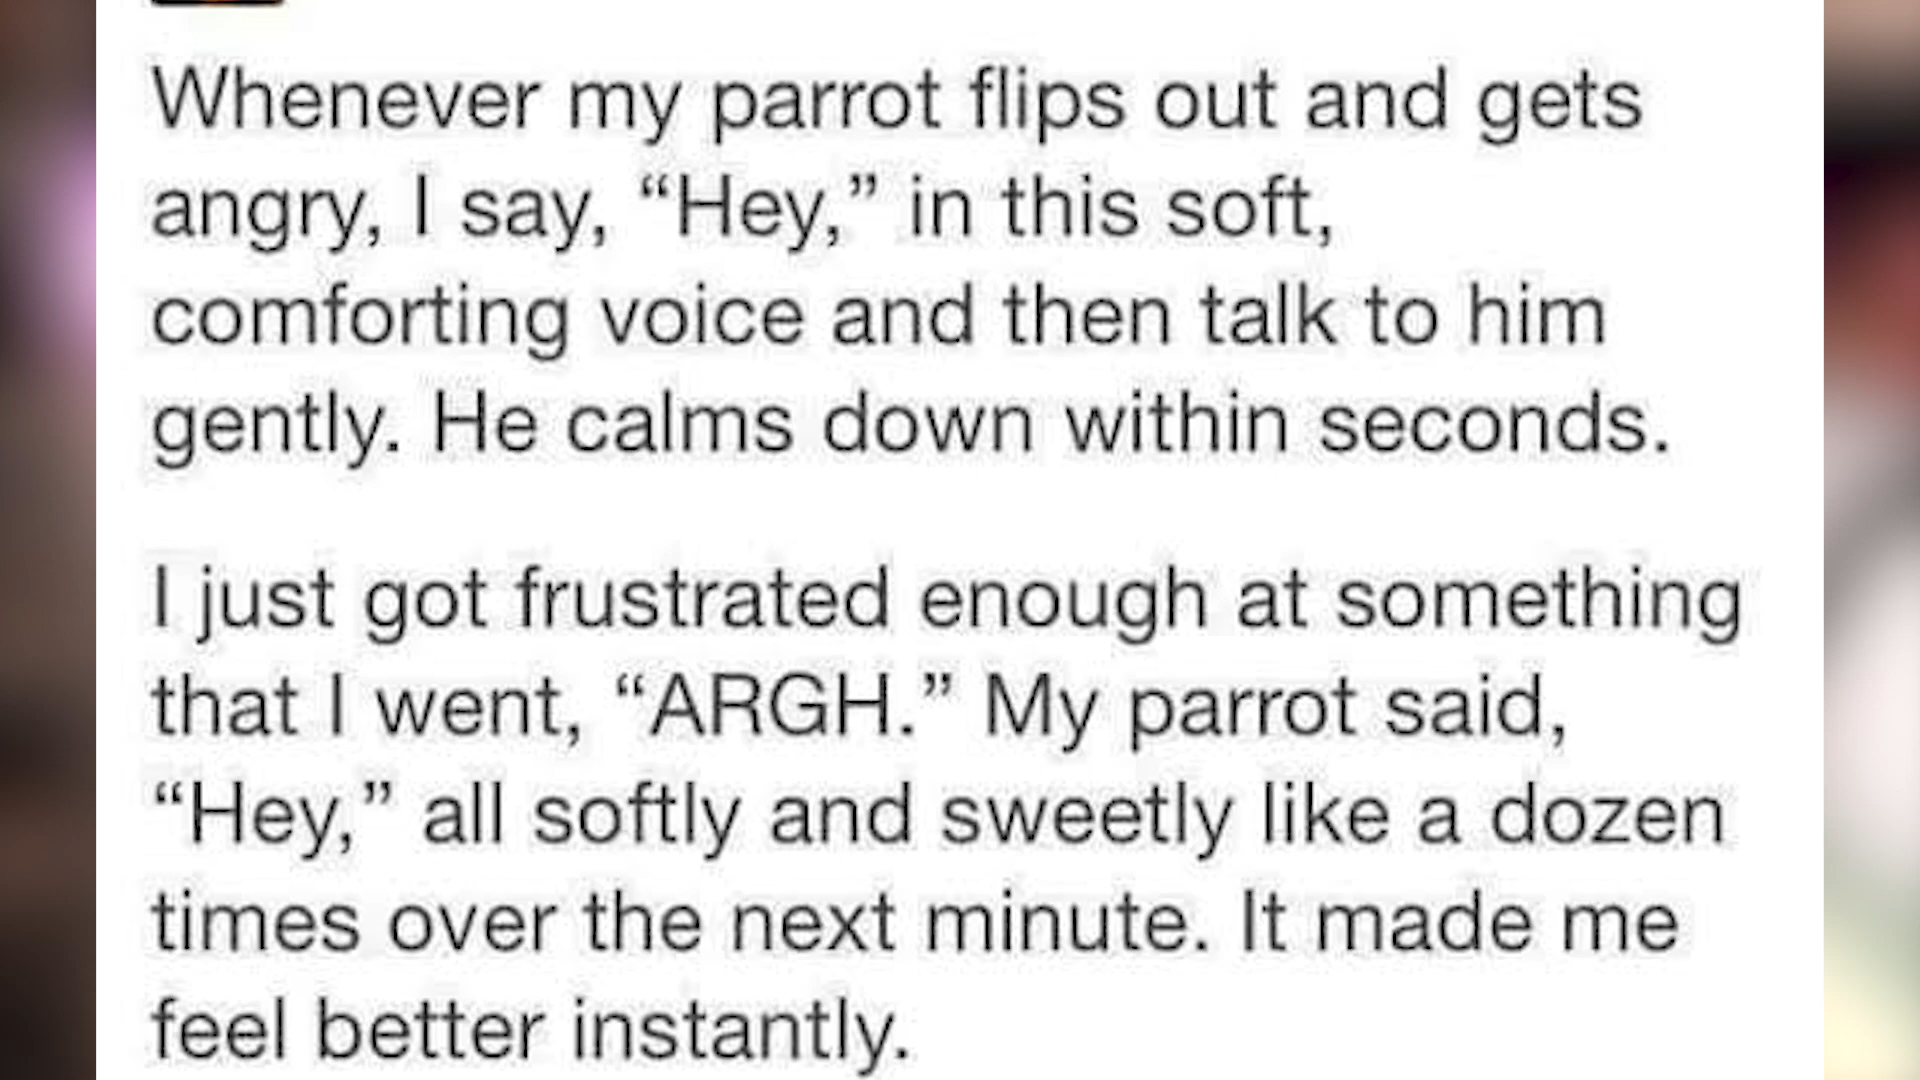 Whenever my parrot flips out and gets
angry, I say, “Hey,” in this soft,
comforting voice and then talk to him
gently. He calms down within seconds.
I just got frustrated enough at something
that I went, “ARGH.” My parrot said,
“Hey,” all softly and sweetly like a dozen
times over the next minute. It made me
feel better instantly.